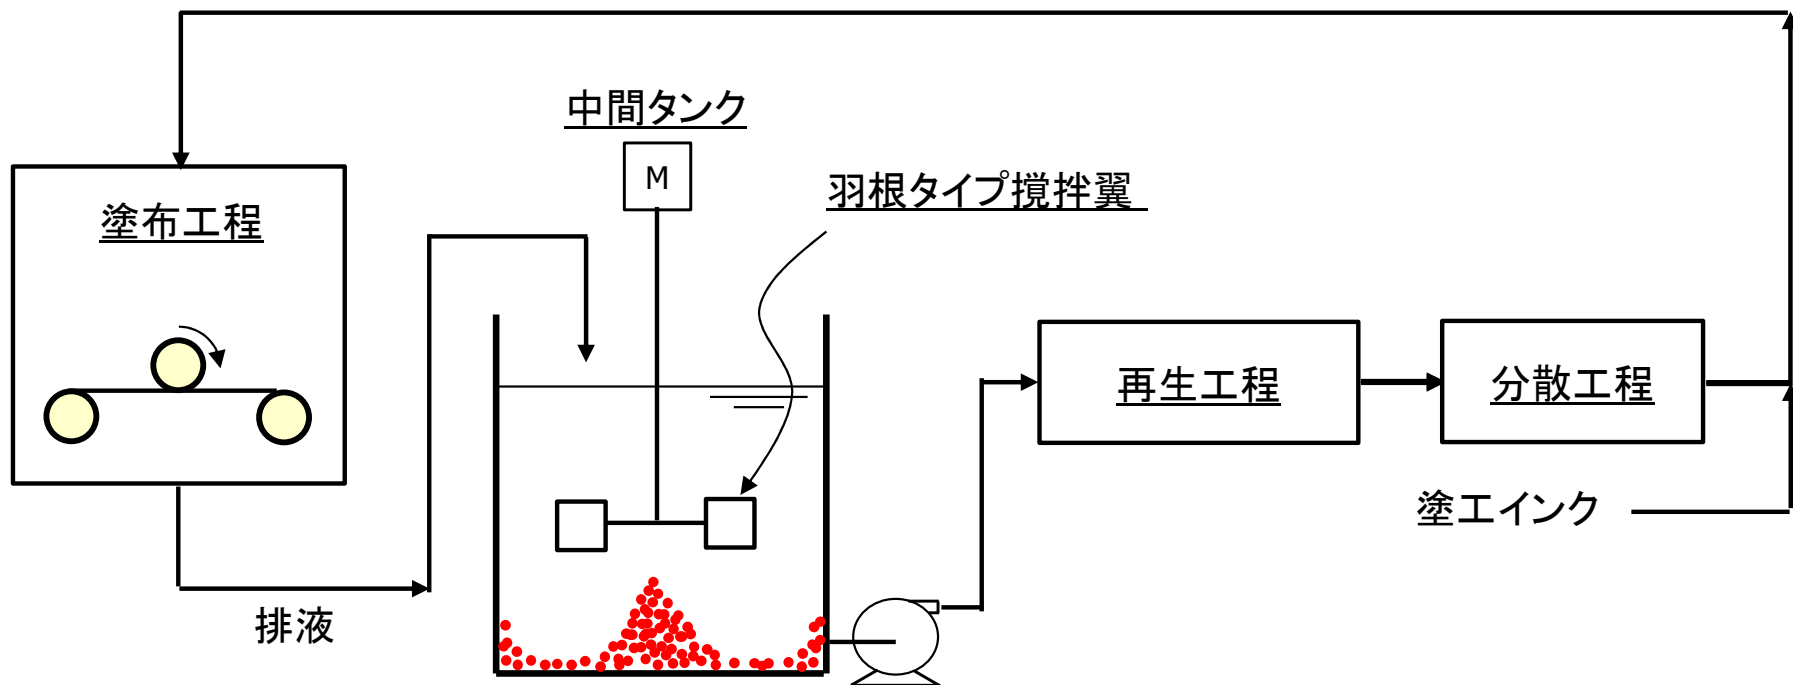 中間タンク
M
羽根タイプ撹拌翼
塗布工程
再生工程
分散工程
塗工インク
排液